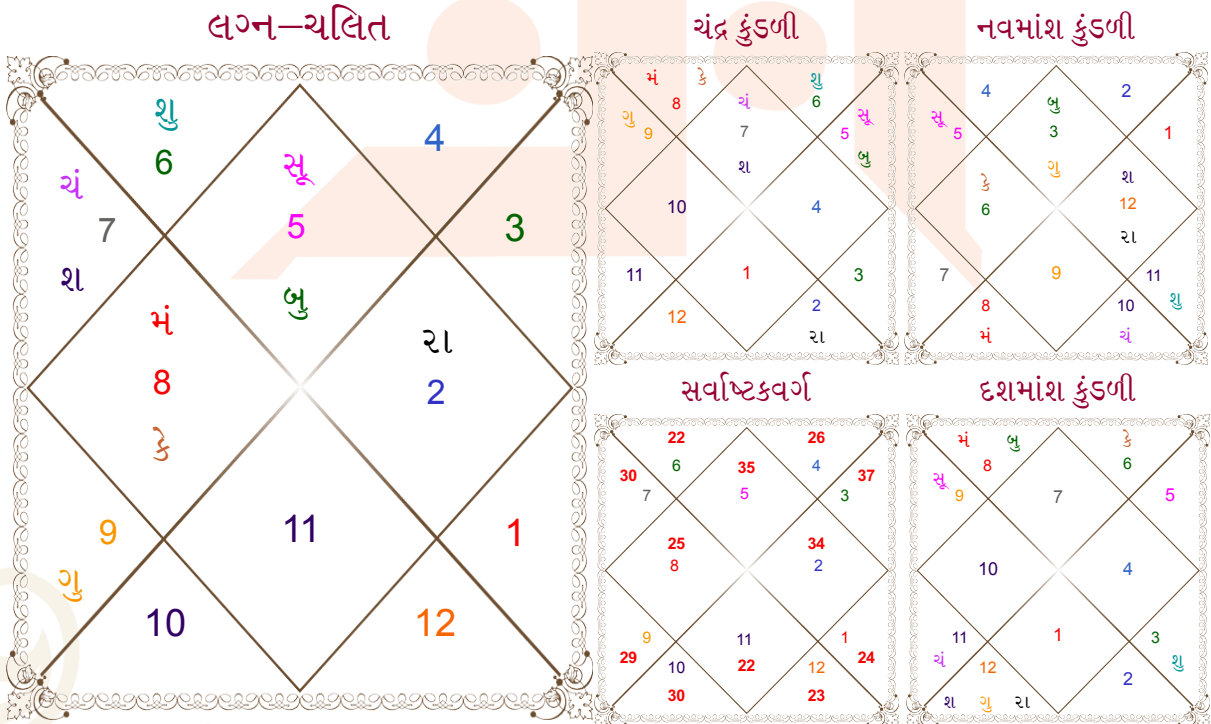 લગ્ન–ચલિત
શુ
6
4
ચં
7
શ
સૂ
5
બુ
3
મં
8
કે
રા
2
9
ગુ
11
1
10
12
ચંદ્ર કુંડળી
મં કે
8
શુ
6
ચં
7
શ
ગુ
9
સૂ
5
બુ
10
4
11
1
3
12
2
રા
નવમાંશ કુંડળી
4
2
બુ
3
ગુ
સૂ
5
1
કે
6
શ
12
રા
7
9
11
શુ
8
મં
10
ચં
સર્વાષ્ટકવર્ગ
22
6
26
4
30
7
35
5
37
3
25
8
34
2
9
29
11
22
1
24
10
30
12
23
દશમાંશ કુંડળી
મં બુ
8
કે
6
સૂ
9
7
5
10
4
11
ચં
1
3
શુ
12
2
શ ગુ રા